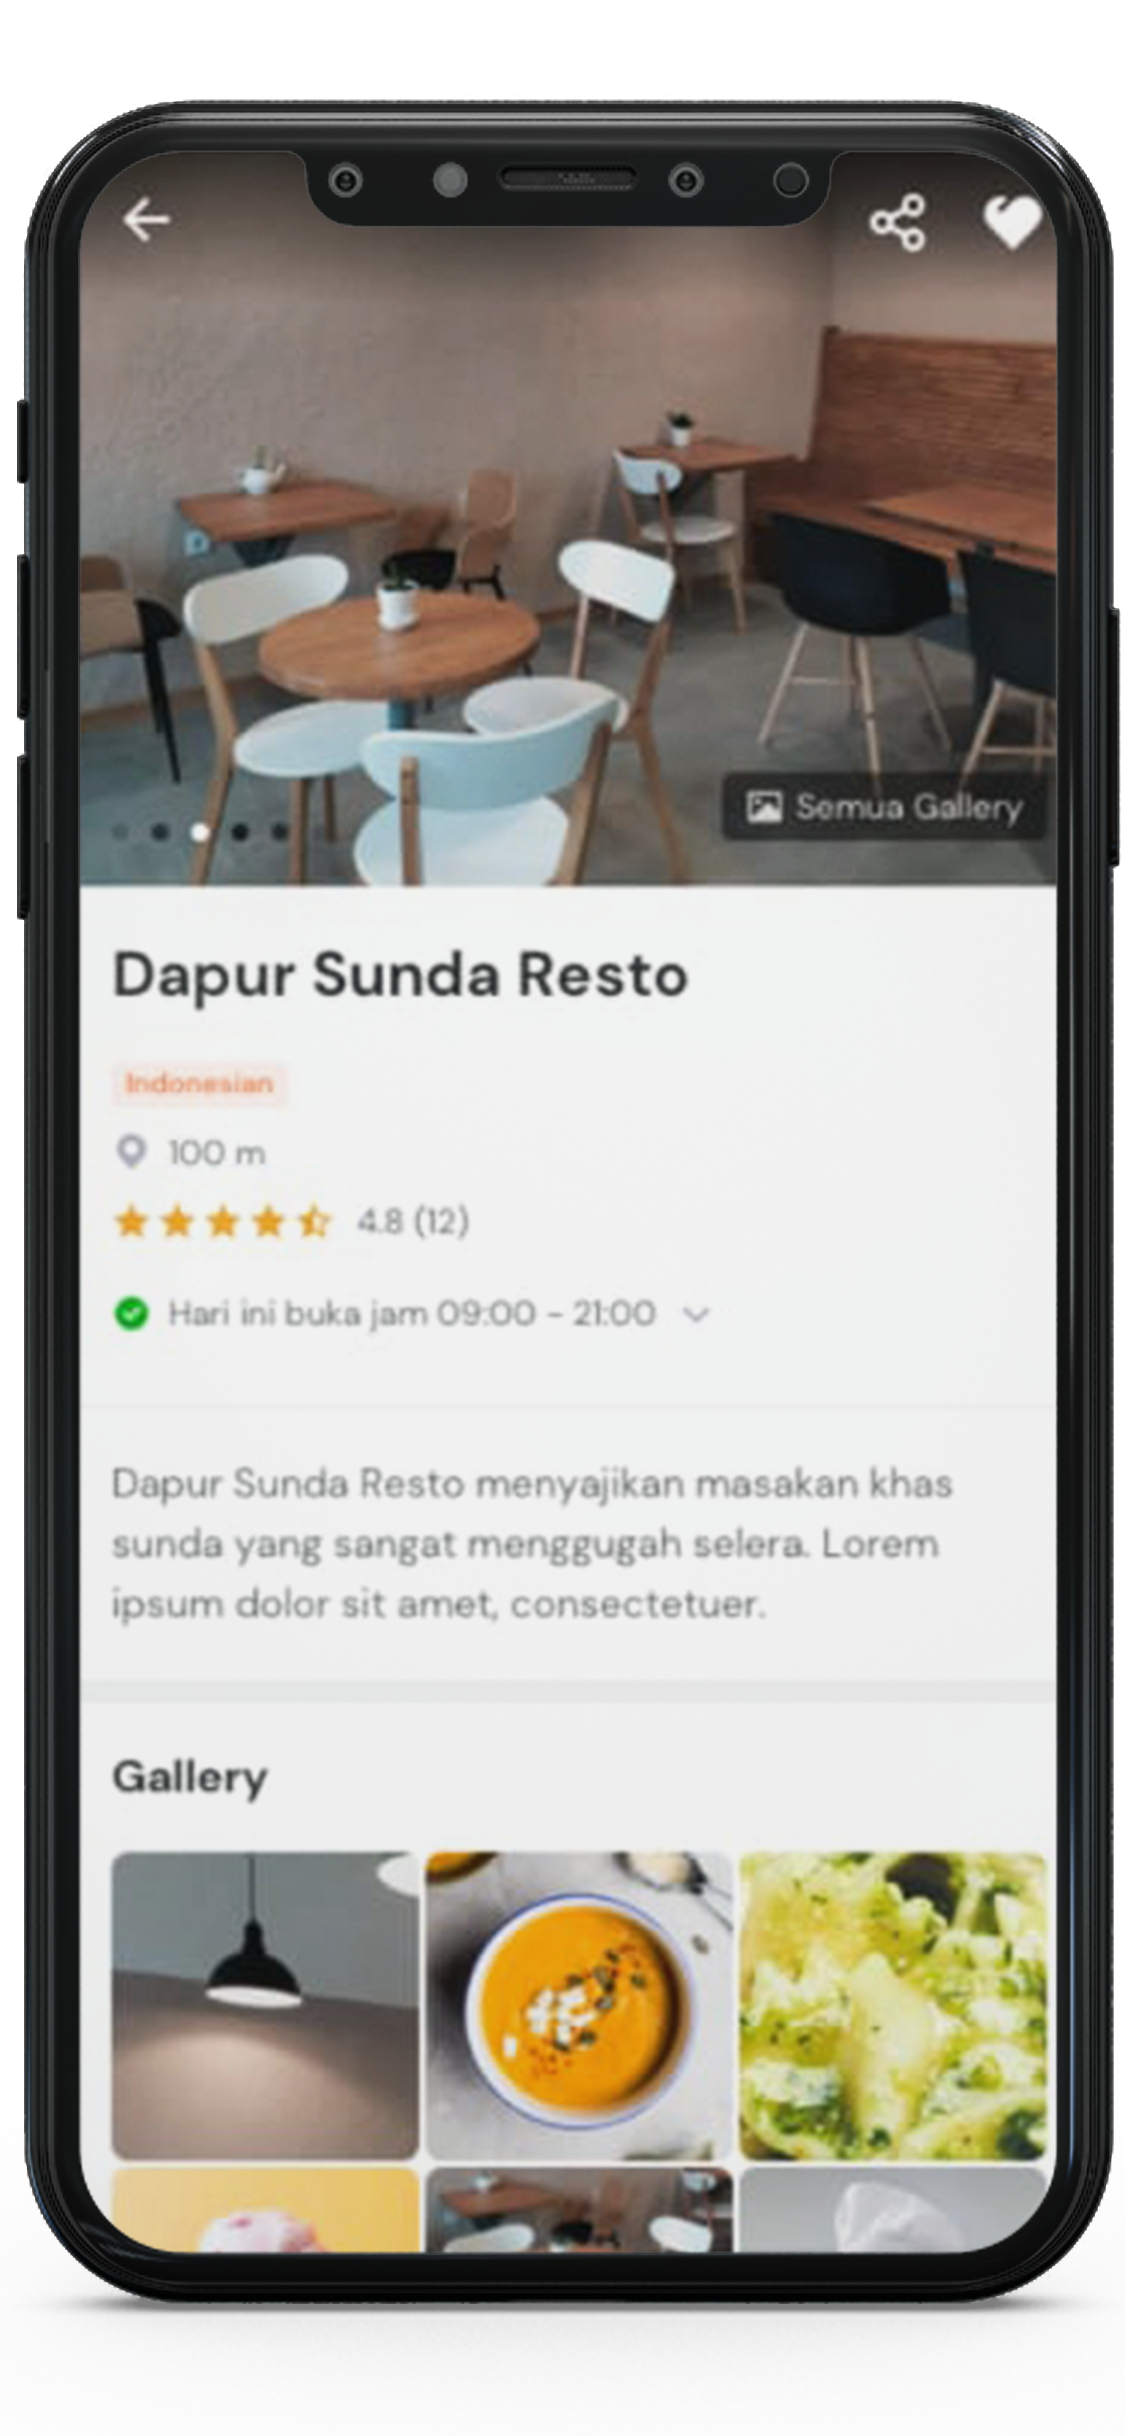 Semua Gallery
Dapur Sunda Resto
Indonesian
100 m
4.8 (12)
Hari ini buka jam 09:00 - 21:00
Dapur Sunda Resto menyajikan masakan khas
sunda yang sangat menggugah selera. Lorem
ipsum dolor sit amet, consectetuer.
Gallery